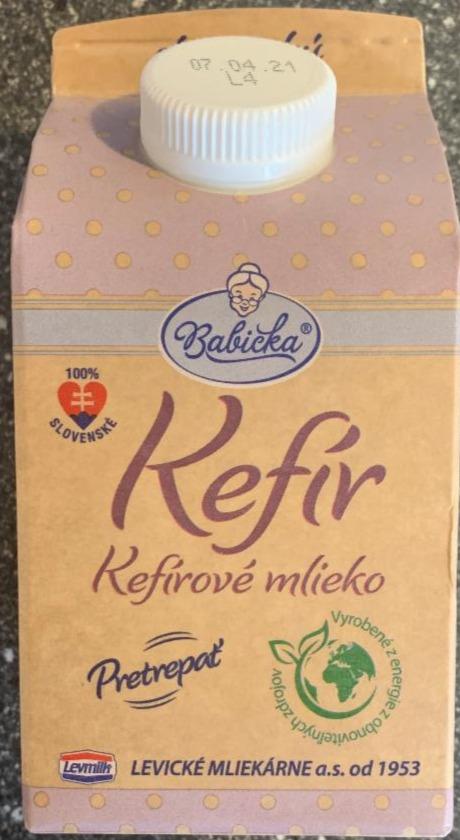 07.04.21
L4
Babička®
100%
SLOVENSKÉ
Kefír
Kefírové mlieko
Pretrepať
Vyrobené z energie z obnoviteľných zdrojov
Levmilk
LEVICKÉ MLIEKÁRNE a.s. od 1953